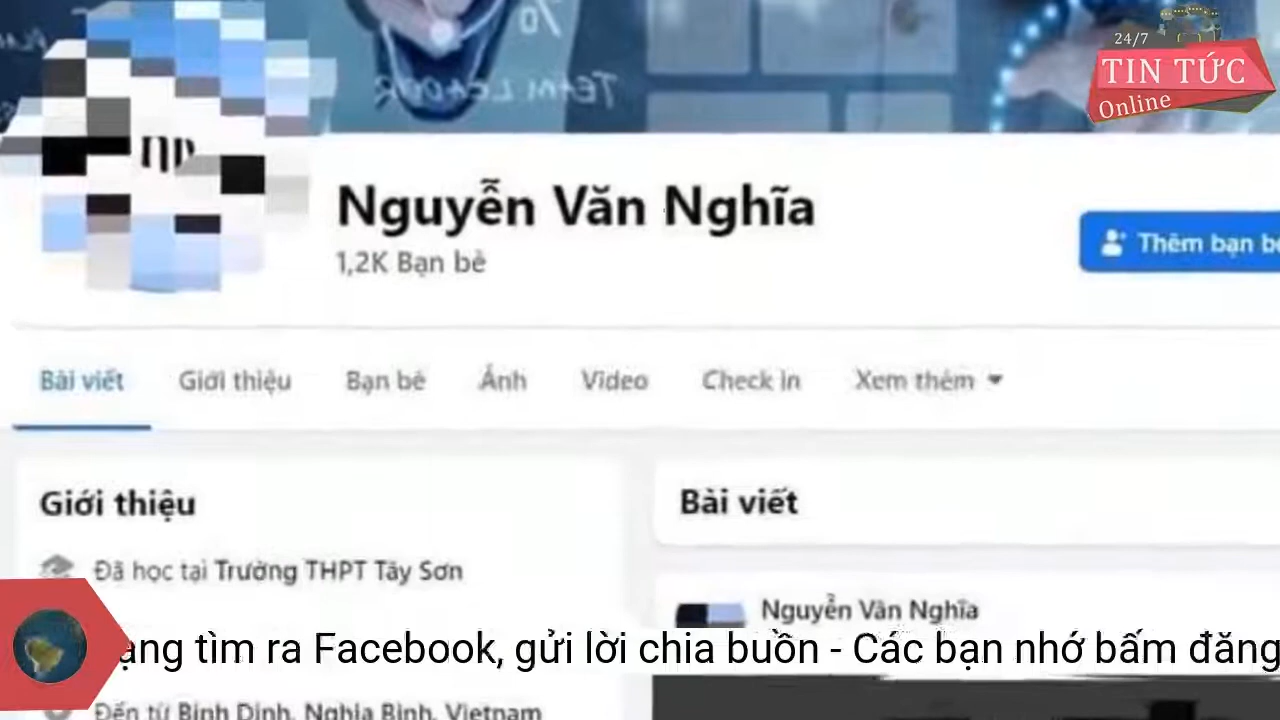 24/7
TIN TỨC
Online
TEAM LEADER
Nguyễn Văn Nghĩa
1,2K Bạn bè
Thêm bạn
Bài viết Giới thiệu Bạn bè Ảnh Video Check in Xem thêm
Giới thiệu
Bài viết
Đã học tại Trường THPT Tây Sơn
Nguyễn Văn Nghĩa
tìm ra Facebook, gửi lời chia buồn - Các bạn nhớ bấm đăng
Đến từ Bình Định, Nghĩa Bình, Vietnam